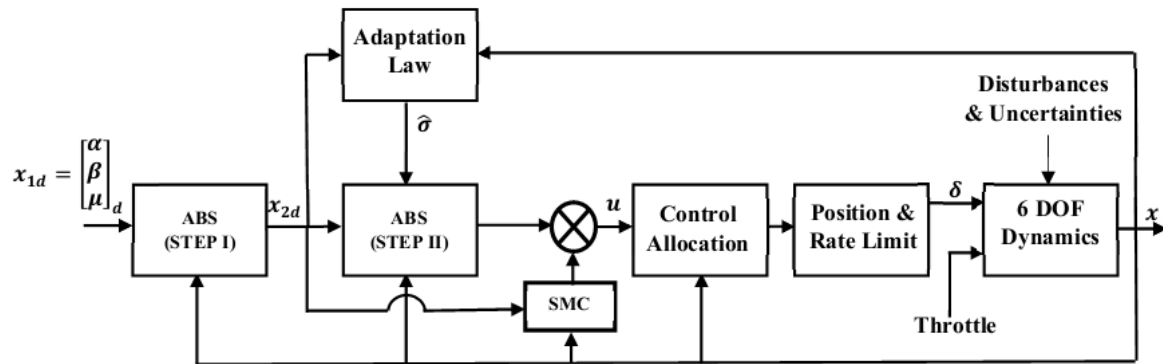 Adaptation
Law
Disturbances
& Uncertainties
σ̂
x₁d = [α
β
μ]d
x₂d
ABS
(STEP I)
ABS
(STEP II)
u
Control
Allocation
Position &
Rate Limit
δ
6 DOF
Dynamics
x
SMC
Throttle